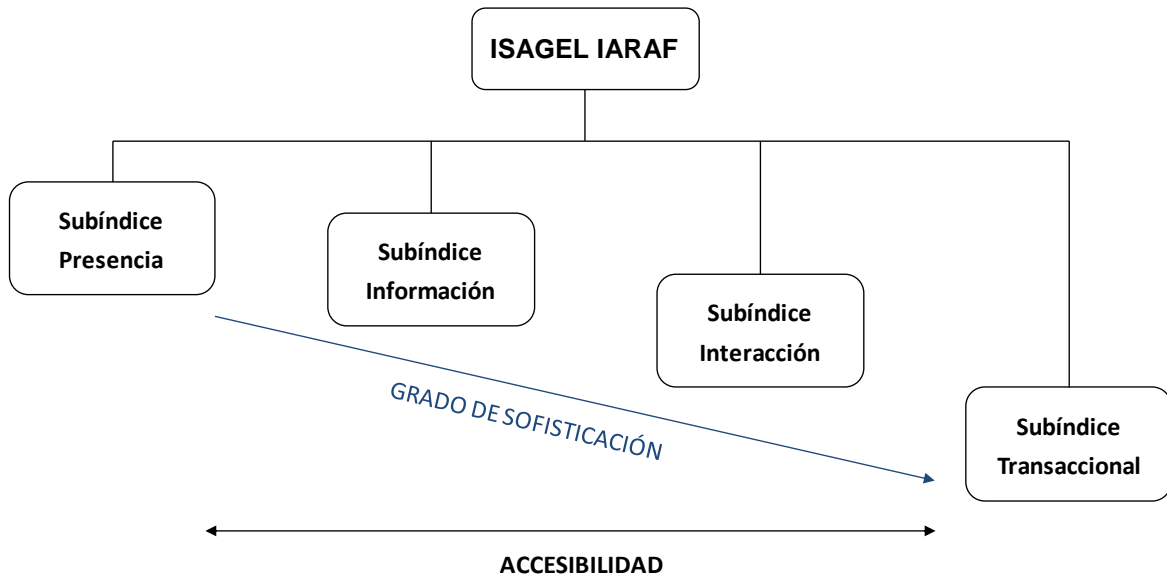 ISAGEL IARAF
Subíndice
Presencia
Subíndice
Información
Subíndice
Interacción
Subíndice
Transaccional
GRADO DE SOFISTICACIÓN
ACCESIBILIDAD